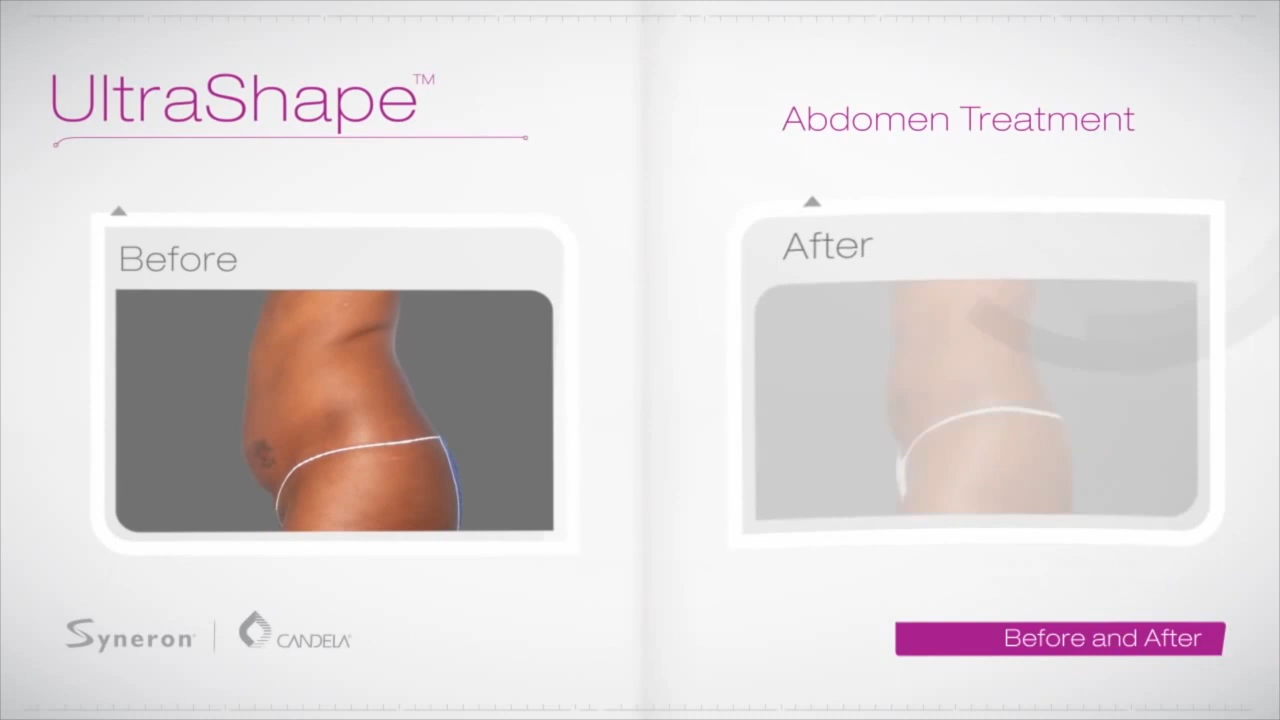 UltraShape™
Abdomen Treatment
Before
After
Syneron
CANDELA
Before and After